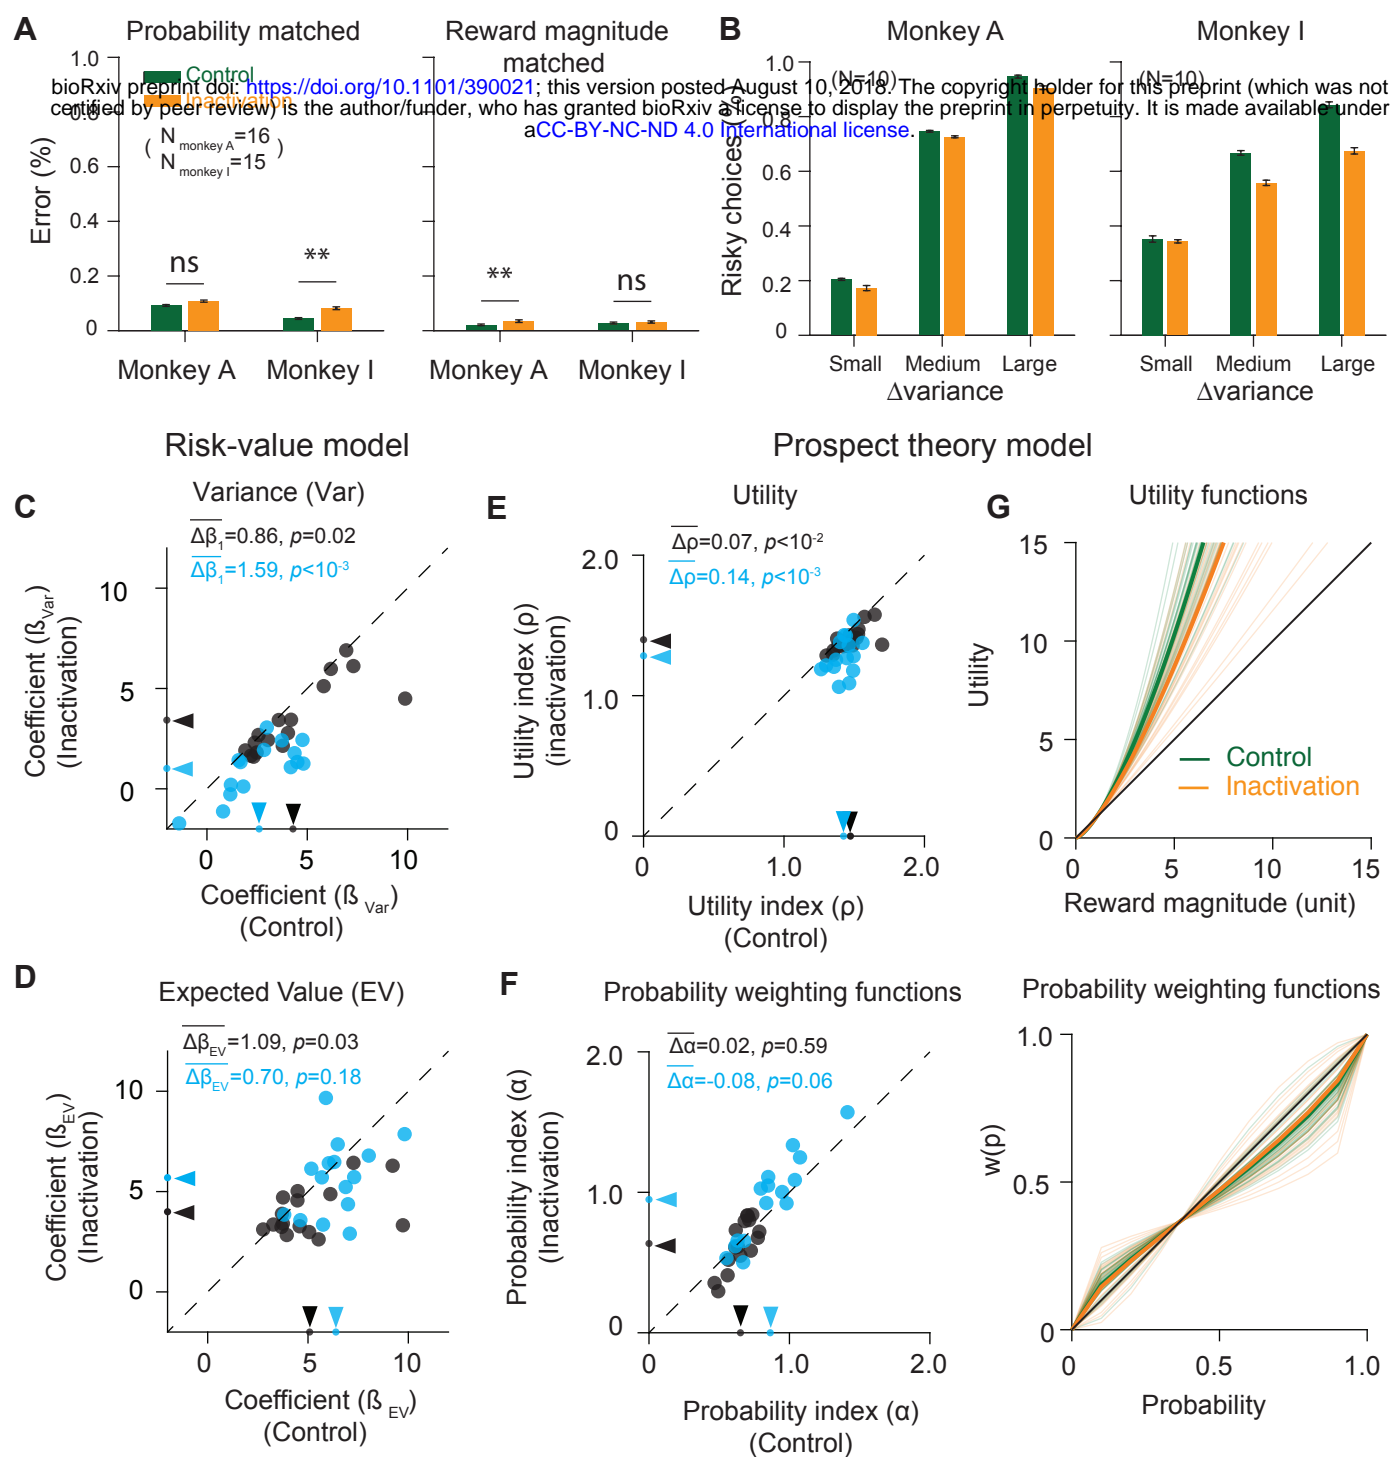 A
Probability matched
Reward magnitude
matched
1.0
0.8
0.6
0.4
0.2
0
Error (%)
Control
Inactivation
( N monkey A=16
N monkey I=15 )
ns
**
**
ns
Monkey A
Monkey I
Monkey A
Monkey I
bioRxiv preprint doi: https://doi.org/10.1101/390021; this version posted August 10, 2018. The copyright holder for this preprint (which was not
certified by peer review) is the author/funder, who has granted bioRxiv a license to display the preprint in perpetuity. It is made available under
aCC-BY-NC-ND 4.0 International license.
B
Monkey A
Monkey I
(N=10)
(N=10)
Risky choices (%)
1.0
0.8
0.6
0.4
0.2
0
Small
Medium
Large
Δvariance
Small
Medium
Large
Δvariance
Risk-value model
Prospect theory model
C
Variance (Var)
Δβ1=0.86, p=0.02
Δβ1=1.59, p<10-3
Coefficient (ßVar)
(Inactivation)
10
5
0
0
5
10
Coefficient (ß Var)
(Control)
E
Utility
Δρ=0.07, p<10-2
Δρ=0.14, p<10-3
Utility index (ρ)
(inactivation)
2.0
1.0
0
0
1.0
2.0
Utility index (ρ)
(Control)
G
Utility functions
Utility
15
10
5
0
Control
Inactivation
0
5
10
15
Reward magnitude (unit)
D
Expected Value (EV)
ΔβEV=1.09, p=0.03
ΔβEV=0.70, p=0.18
Coefficient (ßEV)
(Inactivation)
10
5
0
0
5
10
Coefficient (ß EV)
(Control)
F
Probability weighting functions
Δα=0.02, p=0.59
Δα=-0.08, p=0.06
Probability index (α)
(Inactivation)
2.0
1.0
0
0
1.0
2.0
Probability index (α)
(Control)
Probability weighting functions
w(p)
1.0
0.5
0
0
0.5
1.0
Probability